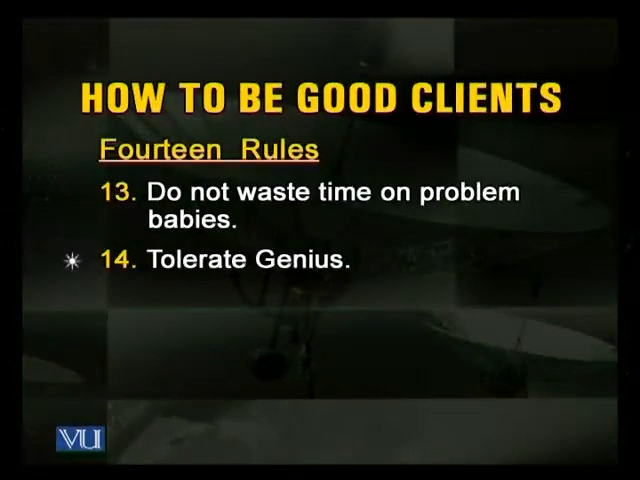 HOW TO BE GOOD CLIENTS
Fourteen Rules
13. Do not waste time on problem
babies.
14. Tolerate Genius.
VU